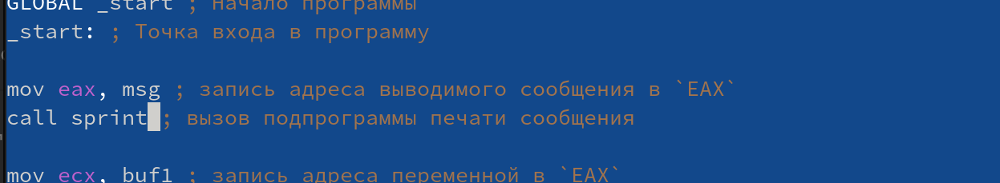 GLOBAL _start ; Начало программы
_start: ; Точка входа в программу
mov eax, msg ; запись адреса выводимого сообщения в `EAX`
call sprint ; вызов подпрограммы печати сообщения
mov ecx, buf1 ; запись адреса переменной в `EAX`